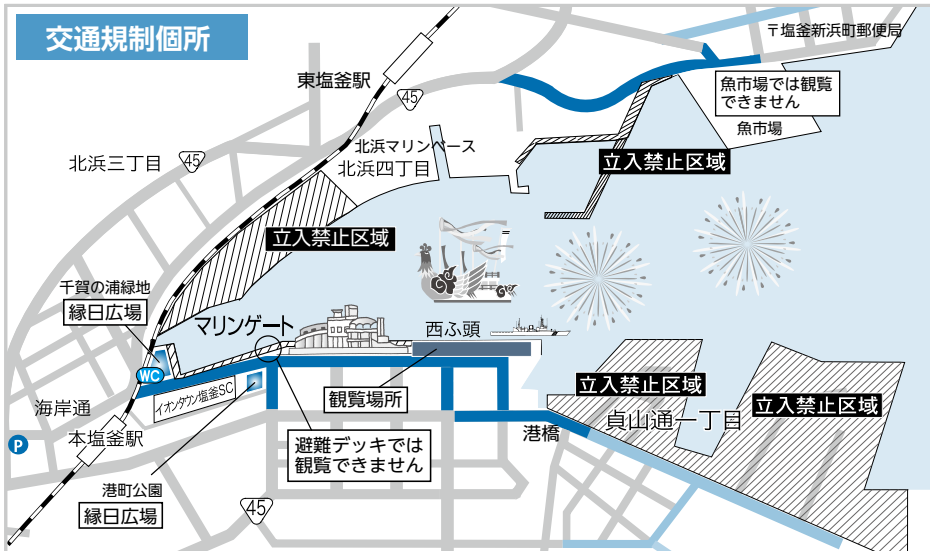 交通規制個所
〒塩釜新浜町郵便局
東塩釜駅
45
魚市場では観覧
できません
魚市場
北浜マリンベース
北浜四丁目
北浜三丁目
45
立入禁止区域
立入禁止区域
千賀の浦緑地
縁日広場
マリンゲート
西ふ頭
WC
イオンタウン塩釜SC
観覧場所
立入禁止区域
立入禁止区域
貞山通一丁目
海岸通
港橋
本塩釜駅
P
避難デッキでは
観覧できません
港町公園
縁日広場
45